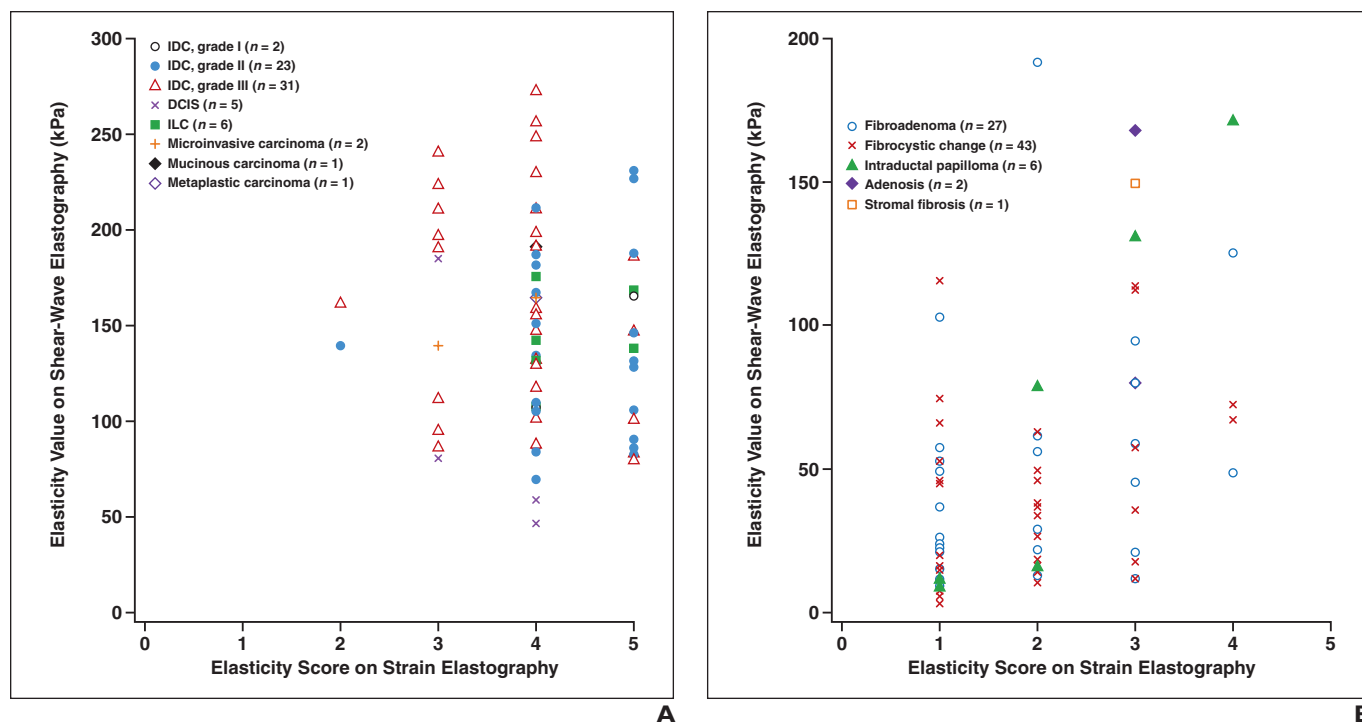 300
250
200
150
100
50
0
Elasticity Value on Shear-Wave Elastography (kPa)
IDC, grade I (n = 2)
IDC, grade II (n = 23)
IDC, grade III (n = 31)
DCIS (n = 5)
ILC (n = 6)
Microinvasive carcinoma (n = 2)
Mucinous carcinoma (n = 1)
Metaplastic carcinoma (n = 1)
0 1 2 3 4 5
Elasticity Score on Strain Elastography
A
200
150
100
50
0
Elasticity Value on Shear-Wave Elastography (kPa)
Fibroadenoma (n = 27)
Fibrocystic change (n = 43)
Intraductal papilloma (n = 6)
Adenosis (n = 2)
Stromal fibrosis (n = 1)
0 1 2 3 4 5
Elasticity Score on Strain Elastography